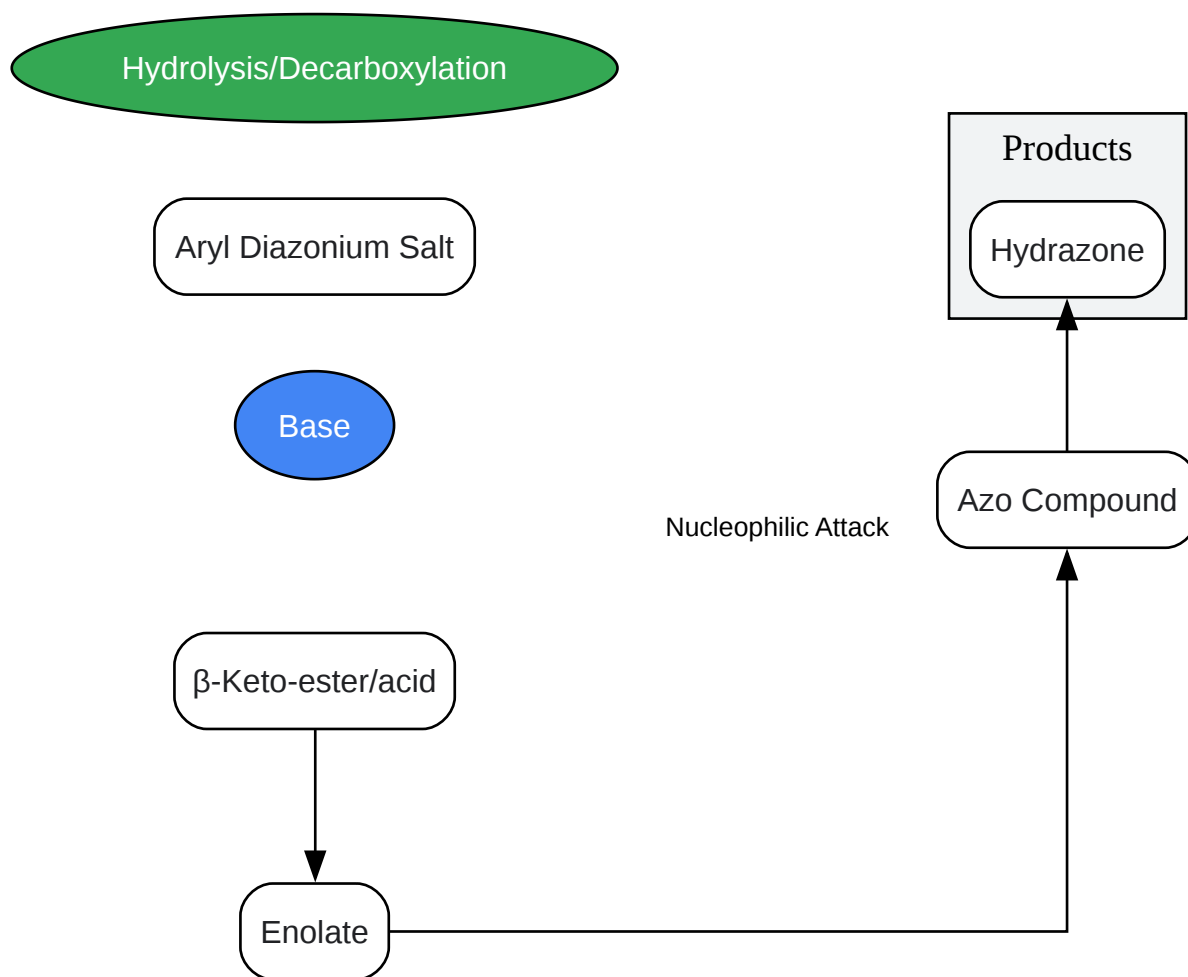 Hydrolysis/Decarboxylation
Products
Aryl Diazonium Salt
Hydrazone
Base
Azo Compound
Nucleophilic Attack
β-Keto-ester/acid
Enolate